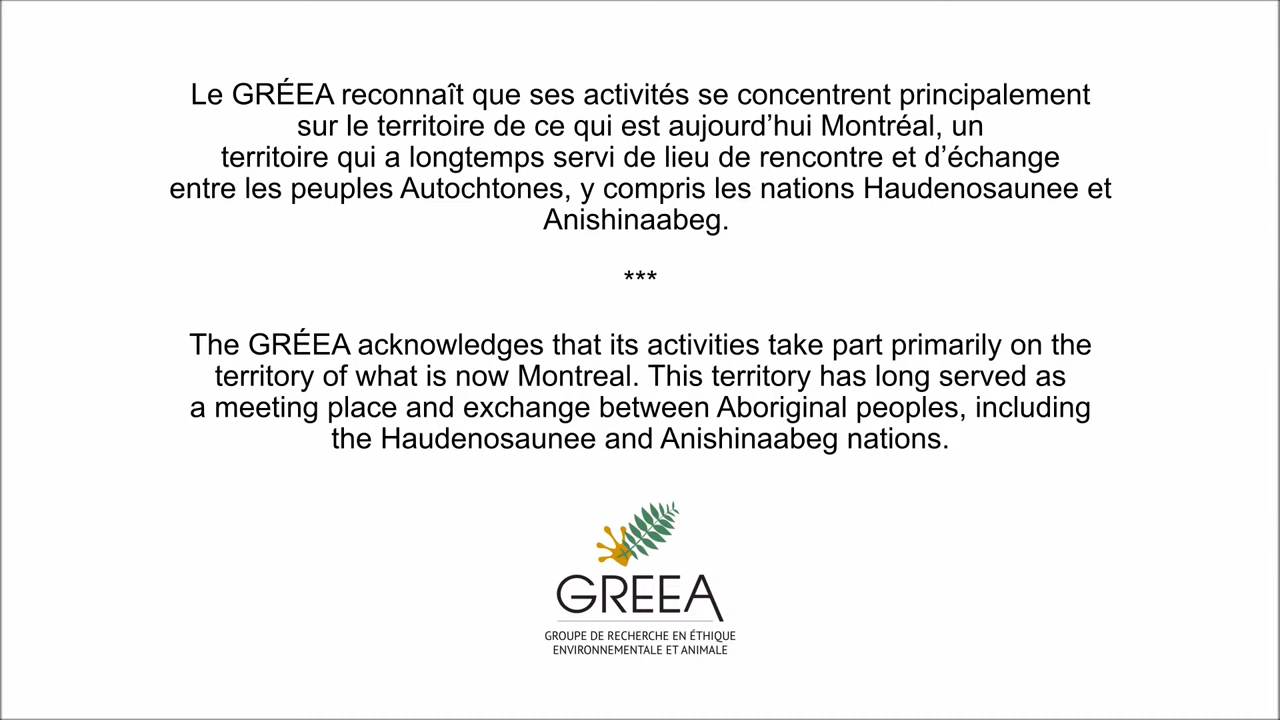 Le GRÉEA reconnaît que ses activités se concentrent principalement
sur le territoire de ce qui est aujourd’hui Montréal, un
territoire qui a longtemps servi de lieu de rencontre et d’échange
entre les peuples Autochtones, y compris les nations Haudenosaunee et
Anishinaabeg.
***
The GRÉEA acknowledges that its activities take part primarily on the
territory of what is now Montreal. This territory has long served as
a meeting place and exchange between Aboriginal peoples, including
the Haudenosaunee and Anishinaabeg nations.
GREEA
GROUPE DE RECHERCHE EN ÉTHIQUE
ENVIRONNEMENTALE ET ANIMALE